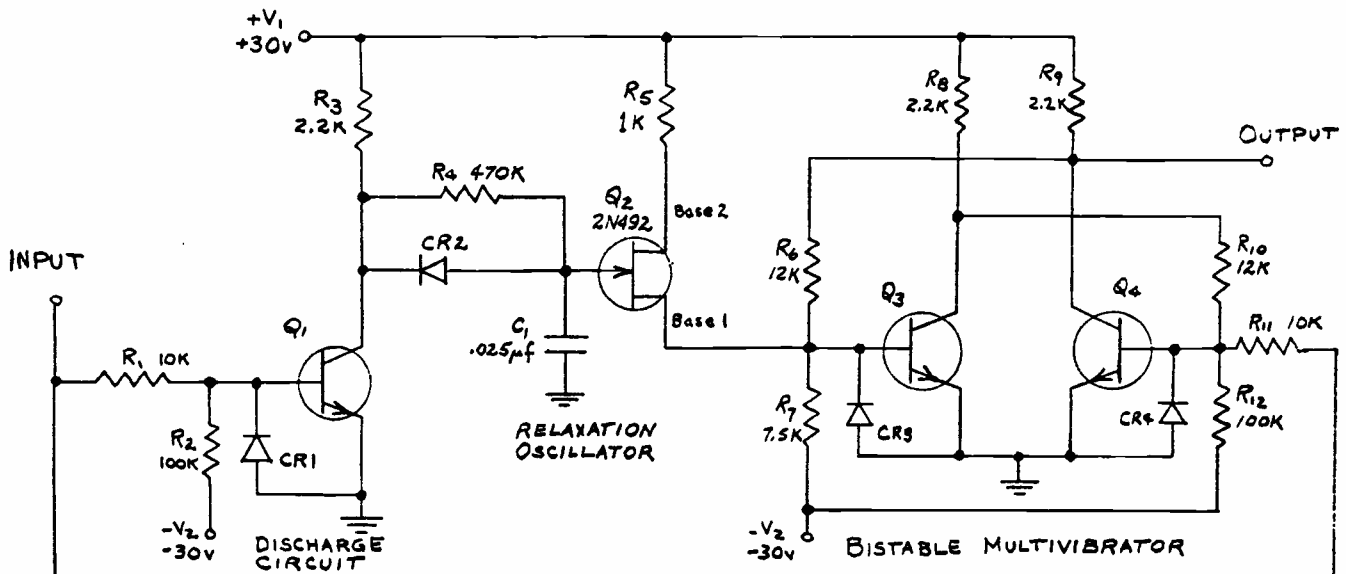 +V₁
+30v
R₃
2.2K
R₅
1K
R₈
2.2K
R₉
2.2K
OUTPUT
R₄ 470K
Q₂
2N492
Base 2
INPUT
CR2
R₆
12K
R₁₀
12K
Q₃
Q₄
Q₁
C₁
.025μf
Base 1
R₁₁ 10K
R₁ 10K
R₂
100K
CR1
RELAXATION
OSCILLATOR
R₇
7.5K
CR3
CR4
R₁₂
100K
-V₂
-30v
DISCHARGE
CIRCUIT
-V₂
-30v
BISTABLE MULTIVIBRATOR